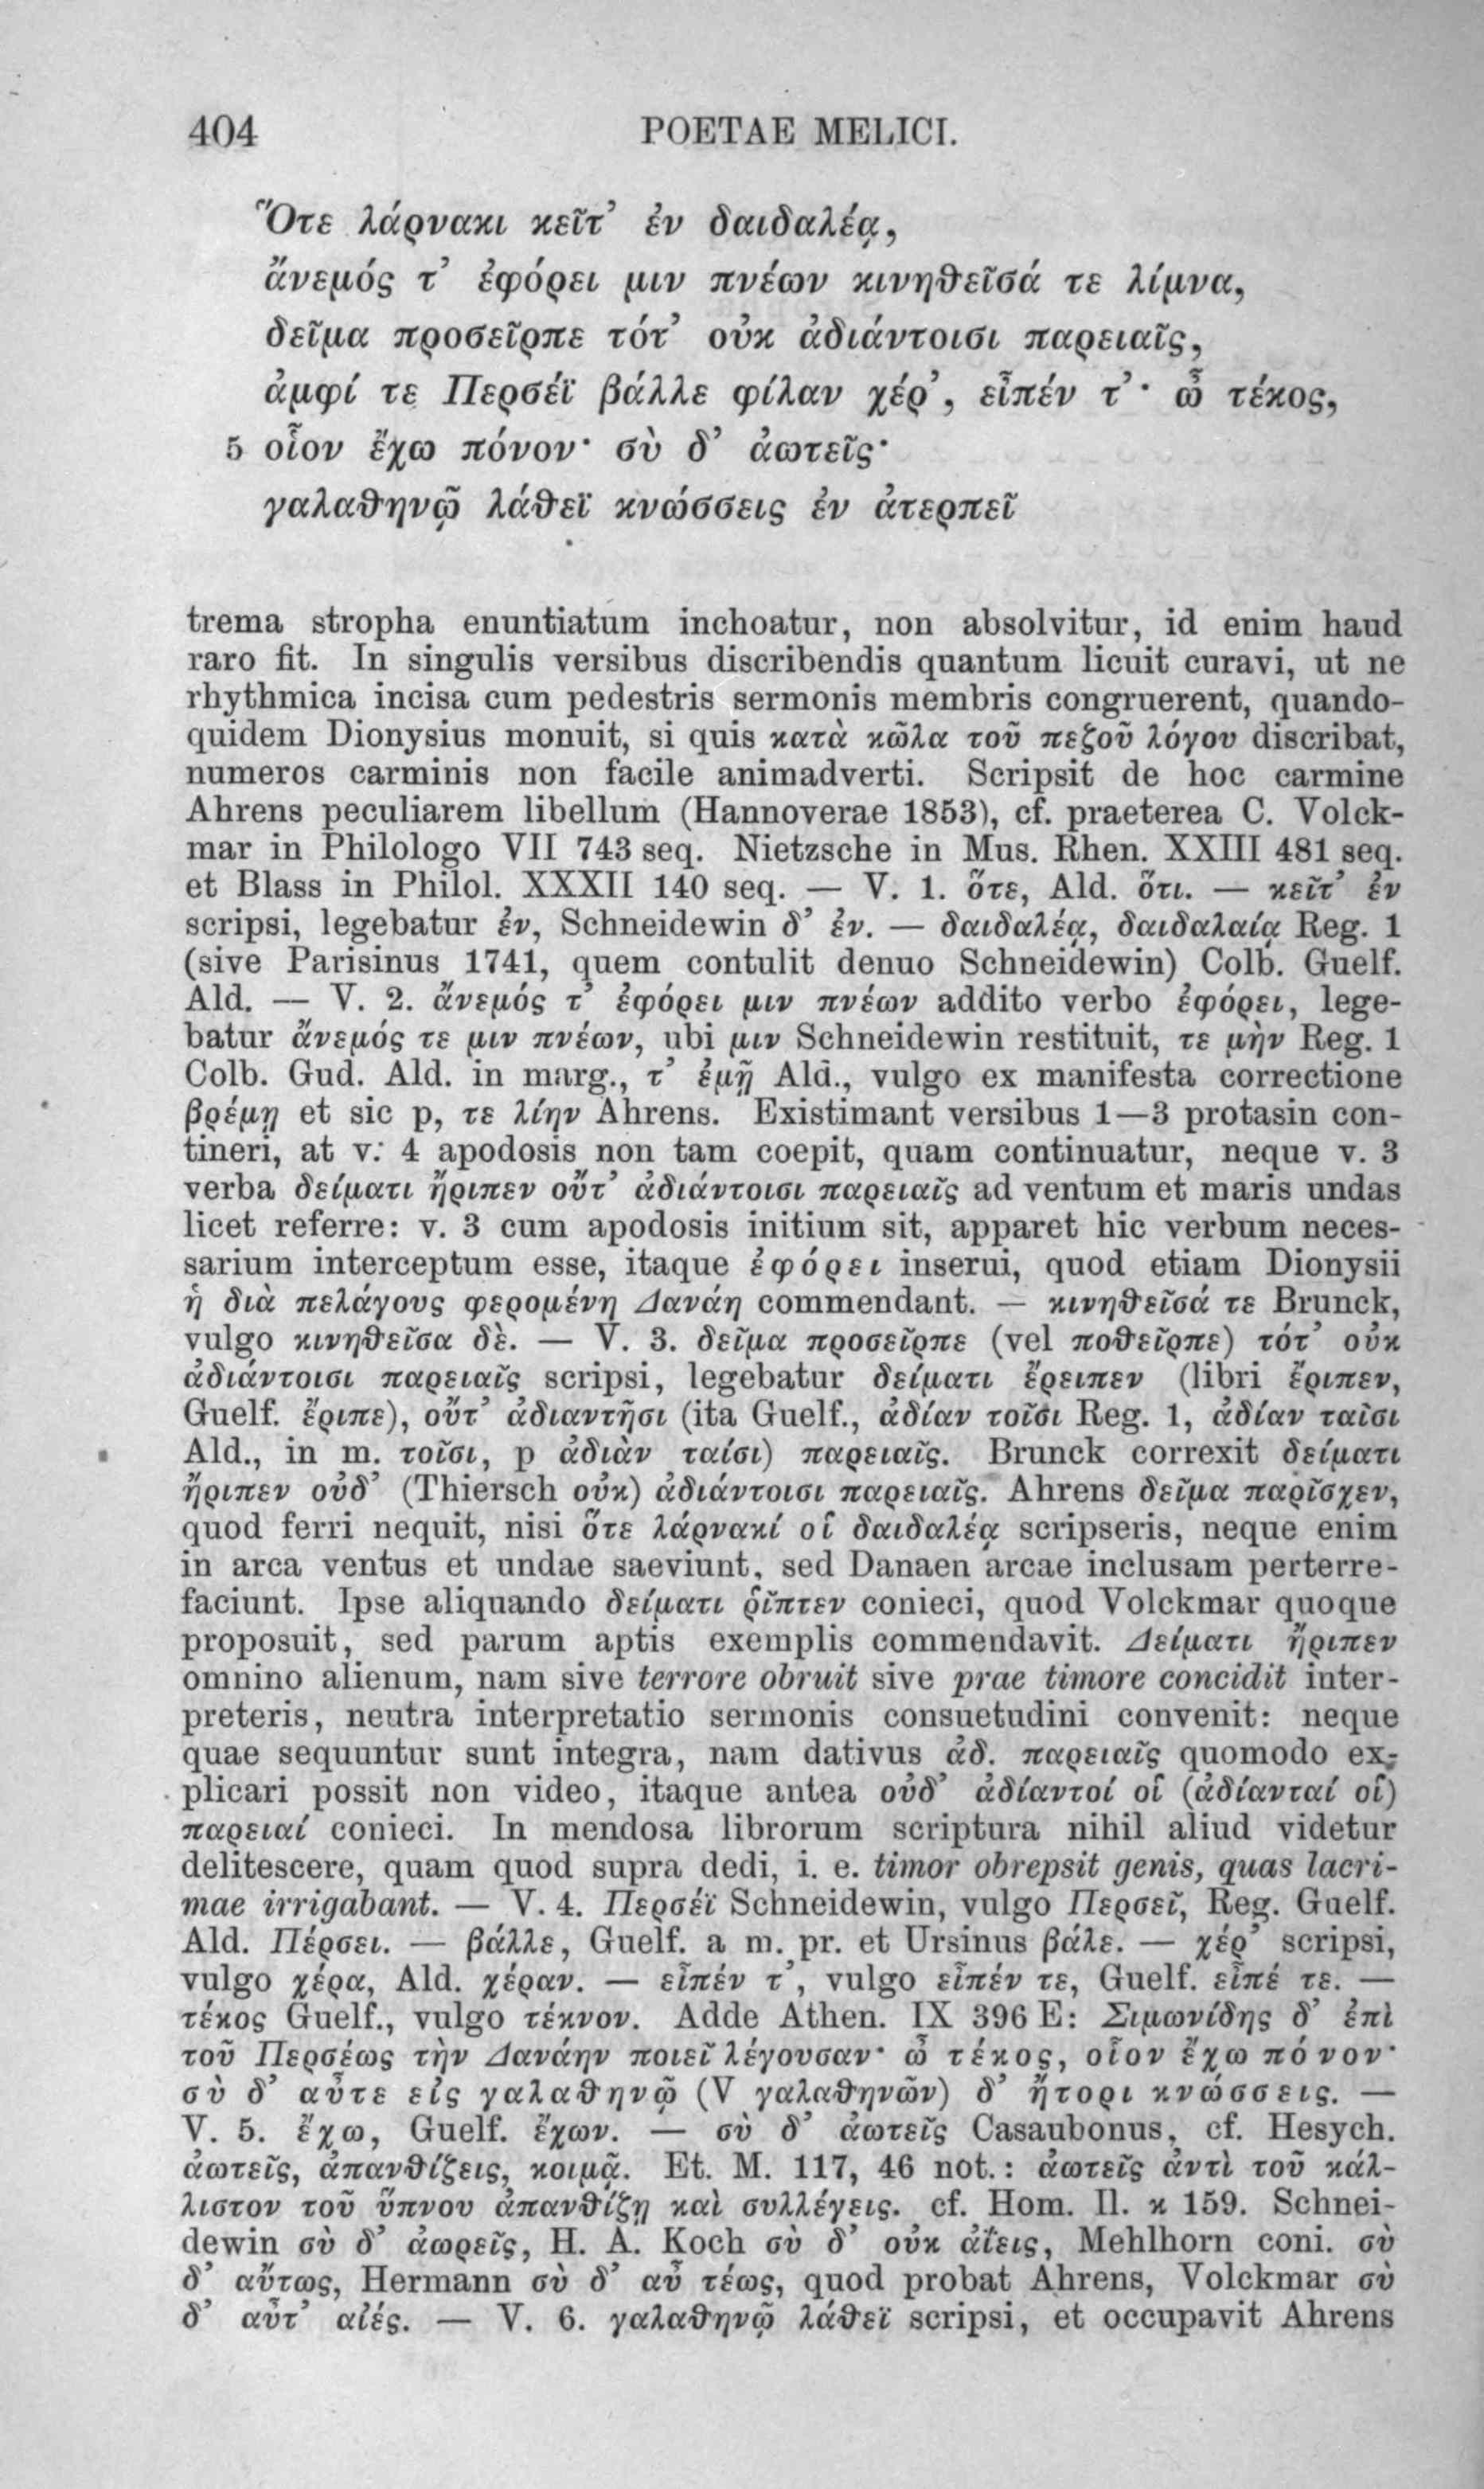 404 POETAE MELICI.
Ὅτε λάρνακι κεῖτ’ ἐν δαιδαλέᾳ,
ἄνεμός τ’ ἐφόρει μιν πνέων κινηθεῖσά τε λίμνα,
δεῖμα προσεῖρπε τότ’ οὐκ ἀδιάντοισι παρειαῖς,
ἀμφί τε Περσέϊ βάλλε φίλαν χέρ’, εἶπέν τ’· ὦ τέκος,
5 οἷον ἔχω πόνον· σὺ δ’ ἀωτεῖς·
γαλαθηνῷ λάθεϊ κνώσσεις ἐν ἀτερπεῖ
trema stropha enuntiatum inchoatur, non absolvitur, id enim haud
raro fit. In singulis versibus discribendis quantum licuit curavi, ut ne
rhythmica incisa cum pedestris sermonis membris congruerent, quando-
quidem Dionysius monuit, si quis κατὰ κῶλα τοῦ πεζοῦ λόγου discribat,
numeros carminis non facile animadverti. Scripsit de hoc carmine
Ahrens peculiarem libellum (Hannoverae 1853), cf. praeterea C. Volck-
mar in Philologo VII 743 seq. Nietzsche in Mus. Rhen. XXIII 481 seq.
et Blass in Philol. XXXII 140 seq. — V. 1. ὅτε, Ald. ὅτι. — κεῖτ’ ἐν
scripsi, legebatur ἐν, Schneidewin δ’ ἐν. — δαιδαλέᾳ, δαιδαλαίᾳ Reg. 1
(sive Parisinus 1741, quem contulit denuo Schneidewin) Colb. Guelf.
Ald. — V. 2. ἄνεμός τ’ ἐφόρει μιν πνέων addito verbo ἐφόρει, lege-
batur ἄνεμός τε μιν πνέων, ubi μιν Schneidewin restituit, τε μὴν Reg. 1
Colb. Gud. Ald. in marg., τ’ ἐμῇ Ald., vulgo ex manifesta correctione
βρέμῃ et sic p, τε λίην Ahrens. Existimant versibus 1—3 protasin con-
tineri, at v. 4 apodosis non tam coepit, quam continuatur, neque v. 3
verba δείματι ἤριπεν οὔτ’ ἀδιάντοισι παρειαῖς ad ventum et maris undas
licet referre: v. 3 cum apodosis initium sit, apparet hic verbum neces-
sarium interceptum esse, itaque ἐφόρει inserui, quod etiam Dionysii
ἡ διὰ πελάγους φερομένη Δανάη commendant. — κινηθεῖσά τε Brunck,
vulgo κινηθεῖσα δὲ. — V. 3. δεῖμα προσεῖρπε (vel ποθεῖρπε) τότ’ οὐκ
ἀδιάντοισι παρειαῖς scripsi, legebatur δείματι ἔρειπεν (libri ἔριπεν,
Guelf. ἔριπε), οὔτ’ ἀδιαντῆσι (ita Guelf., ἀδίαν τοῖσι Reg. 1, ἀδίαν ταῖσι
Ald., in m. τοῖσι, p ἀδιὰν ταίσι) παρειαῖς. Brunck correxit δείματι
ἤριπεν οὐδ’ (Thiersch οὐκ) ἀδιάντοισι παρειαῖς. Ahrens δεῖμα παρῖσχεν,
quod ferri nequit, nisi ὅτε λάρνακί οἱ δαιδαλέᾳ scripseris, neque enim
in arca ventus et undae saeviunt, sed Danaen arcae inclusam perterre-
faciunt. Ipse aliquando δείματι ῥῖπτεν conieci, quod Volckmar quoque
proposuit, sed parum aptis exemplis commendavit. Δείματι ἤριπεν
omnino alienum, nam sive terrore obruit sive prae timore concidit inter-
preteris, neutra interpretatio sermonis consuetudini convenit: neque
quae sequuntur sunt integra, nam dativus ἀδ. παρειαῖς quomodo ex-
plicari possit non video, itaque antea οὐδ’ ἀδίαντοί οἱ (ἀδίανταί οἱ)
παρειαί conieci. In mendosa librorum scriptura nihil aliud videtur
delitescere, quam quod supra dedi, i. e. timor obrepsit genis, quas lacri-
mae irrigabant. — V. 4. Περσέϊ Schneidewin, vulgo Περσεῖ, Reg. Guelf.
Ald. Πέρσει. — βάλλε, Guelf. a m. pr. et Ursinus βάλε. — χέρ’ scripsi,
vulgo χέρα, Ald. χέραν. — εἶπέν τ’, vulgo εἶπέν τε, Guelf. εἶπέ τε. —
τέκος Guelf., vulgo τέκνον. Adde Athen. IX 396 E: Σιμωνίδης δ’ ἐπὶ
τοῦ Περσέως τὴν Δανάην ποιεῖ λέγουσαν· ὦ τέκος, οἷον ἔχω πόνον·
σὺ δ’ αὖτε εἰς γαλαθηνῷ (V γαλαθηνῶν) δ’ ἤτορι κνώσσεις. —
V. 5. ἔχω, Guelf. ἔχων. — σὺ δ’ ἀωτεῖς Casaubonus, cf. Hesych.
ἀωτεῖς, ἀπανθίζεις, κοιμᾷ. Et. M. 117, 46 not.: ἀωτεῖς ἀντὶ τοῦ κάλ-
λιστον τοῦ ὕπνου ἀπανθίζῃ καὶ συλλέγεις. cf. Hom. Il. κ 159. Schnei-
dewin σὺ δ’ ἀωρεῖς, H. A. Koch σὺ δ’ οὐκ ἀΐεις, Mehlhorn coni. σὺ
δ’ αὔτως, Hermann σὺ δ’ αὖ τέως, quod probat Ahrens, Volckmar σὺ
δ’ αὖτ’ αἰές. — V. 6. γαλαθηνῷ λάθεϊ scripsi, et occupavit Ahrens